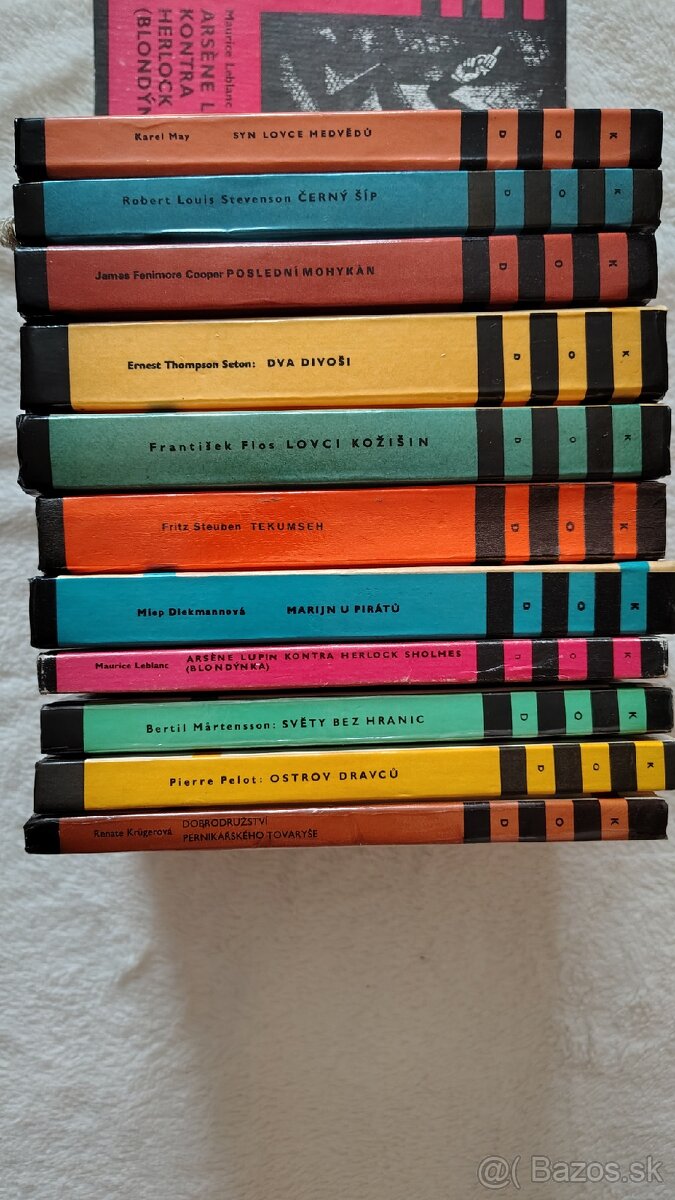 Maurice Leblanc
ARSÈNE L
KONTRA
HERLOCK
(BLONDÝN
Karel May SYN LOVCE MEDVĚDŮ D O K
Robert Louis Stevenson ČERNÝ ŠÍP D O K
James Fenimore Cooper POSLEDNÍ MOHYKÁN D O K
Ernest Thompson Seton: DVA DIVOŠI D O K
František Flos LOVCI KOŽIŠIN D O K
Fritz Steuben TEKUMSEH D O K
Miep Diekmannová MARIJN U PIRÁTŮ D O K
Maurice Leblanc ARSÈNE LUPIN KONTRA HERLOCK SHOLMES
(BLONDÝNKA) D O K
Bertil Mårtensson: SVĚTY BEZ HRANIC D O K
Pierre Pelot: OSTROV DRAVCŮ D O K
Renate Krügerová DOBRODRUŽSTVÍ
PERNIKÁŘSKÉHO TOVARYŠE D O K
@( Bazos.sk